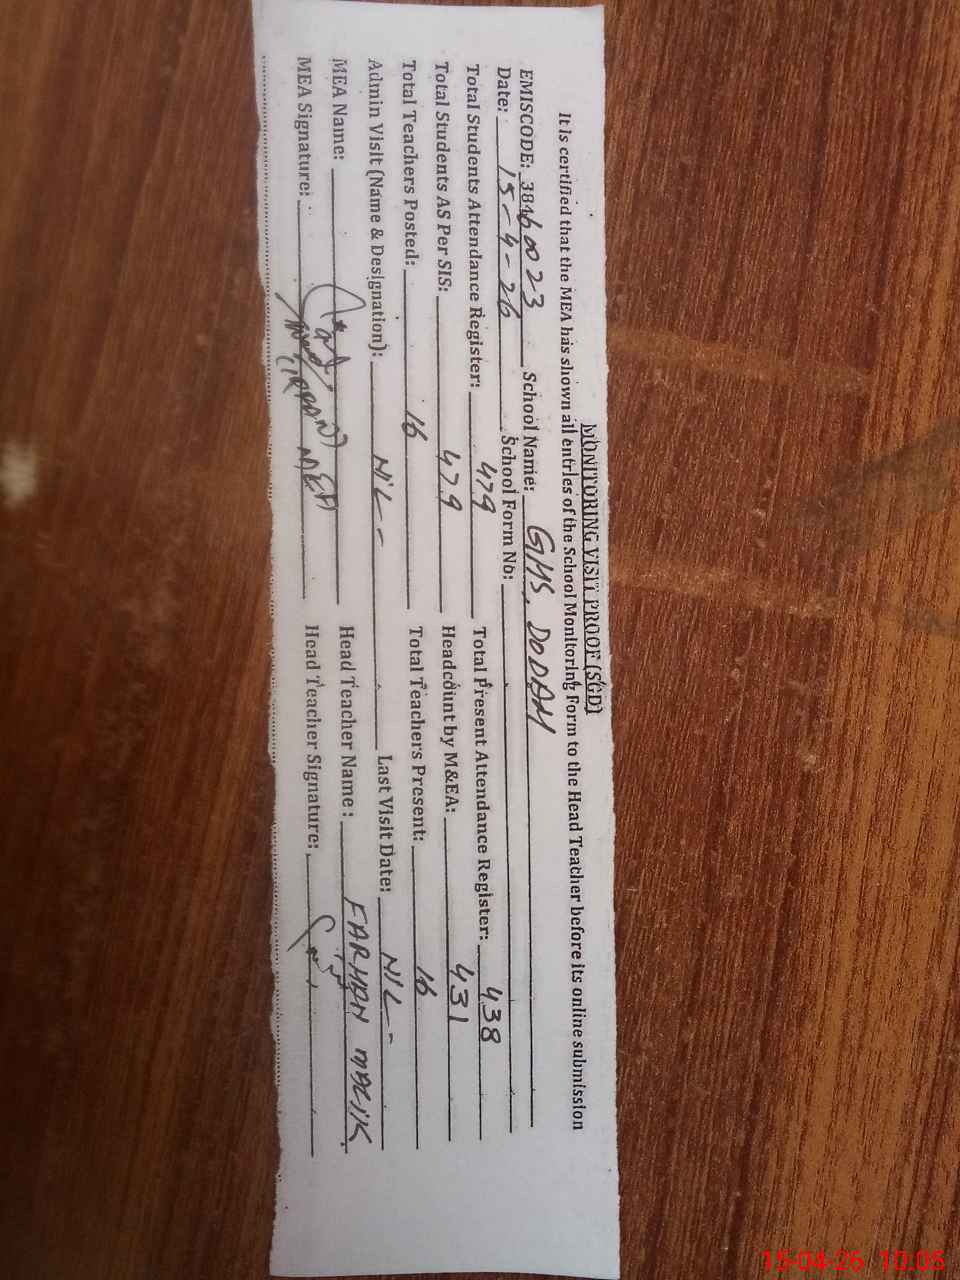 MONITORING VISIT PROOF (SGD)
It is certified that the MEA has shown all entries of the School Monitoring Form to the Head Teacher before its online submission
EMISCODE: 38460023 School Name: GHS, DODAH
Date: 15-4-26 School Form No:
Total Students Attendance Register: 479 Total Present Attendance Register: 438
Total Students AS Per SIS: 479 Headcount by M&EA: 431
Total Teachers Posted: 16 Total Teachers Present: 16
Admin Visit (Name & Designation): NIL- Last Visit Date: NIL-
MEA Name: Head Teacher Name: FARHAN MALIK
MEA Signature: MEA Head Teacher Signature:
15-04-26 10:05